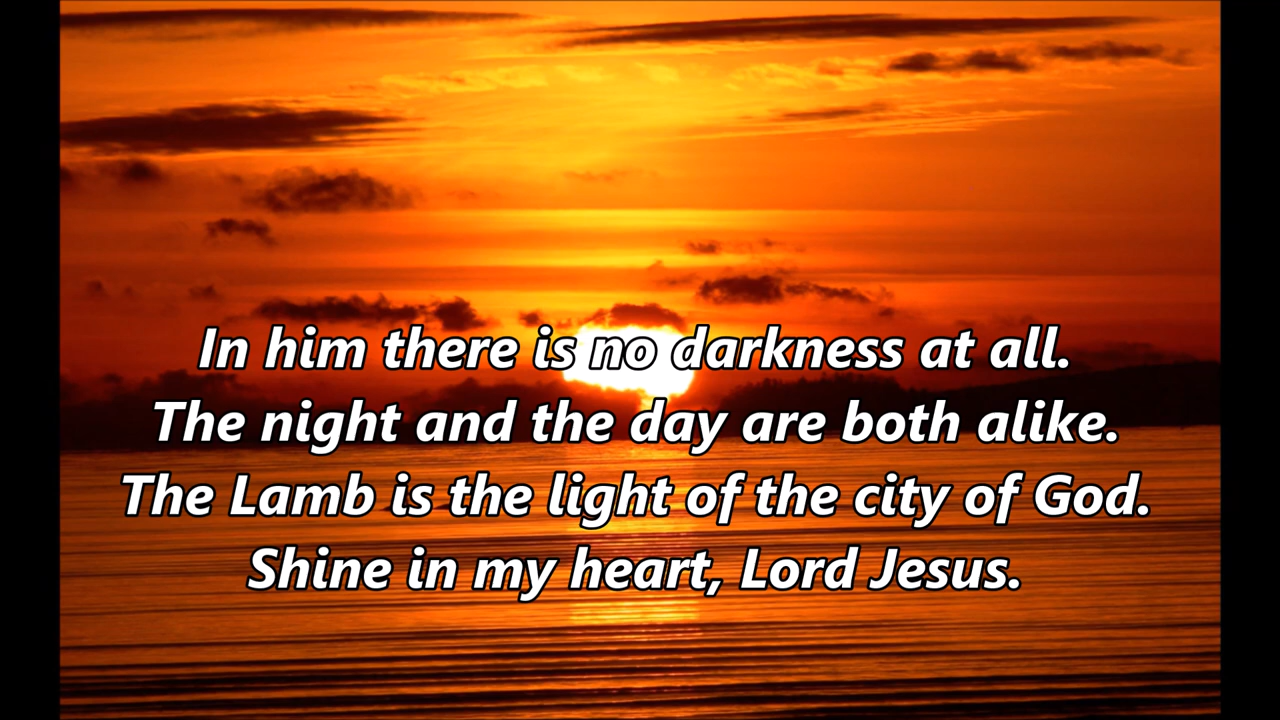 In him there is no darkness at all.
The night and the day are both alike.
The Lamb is the light of the city of God.
Shine in my heart, Lord Jesus.